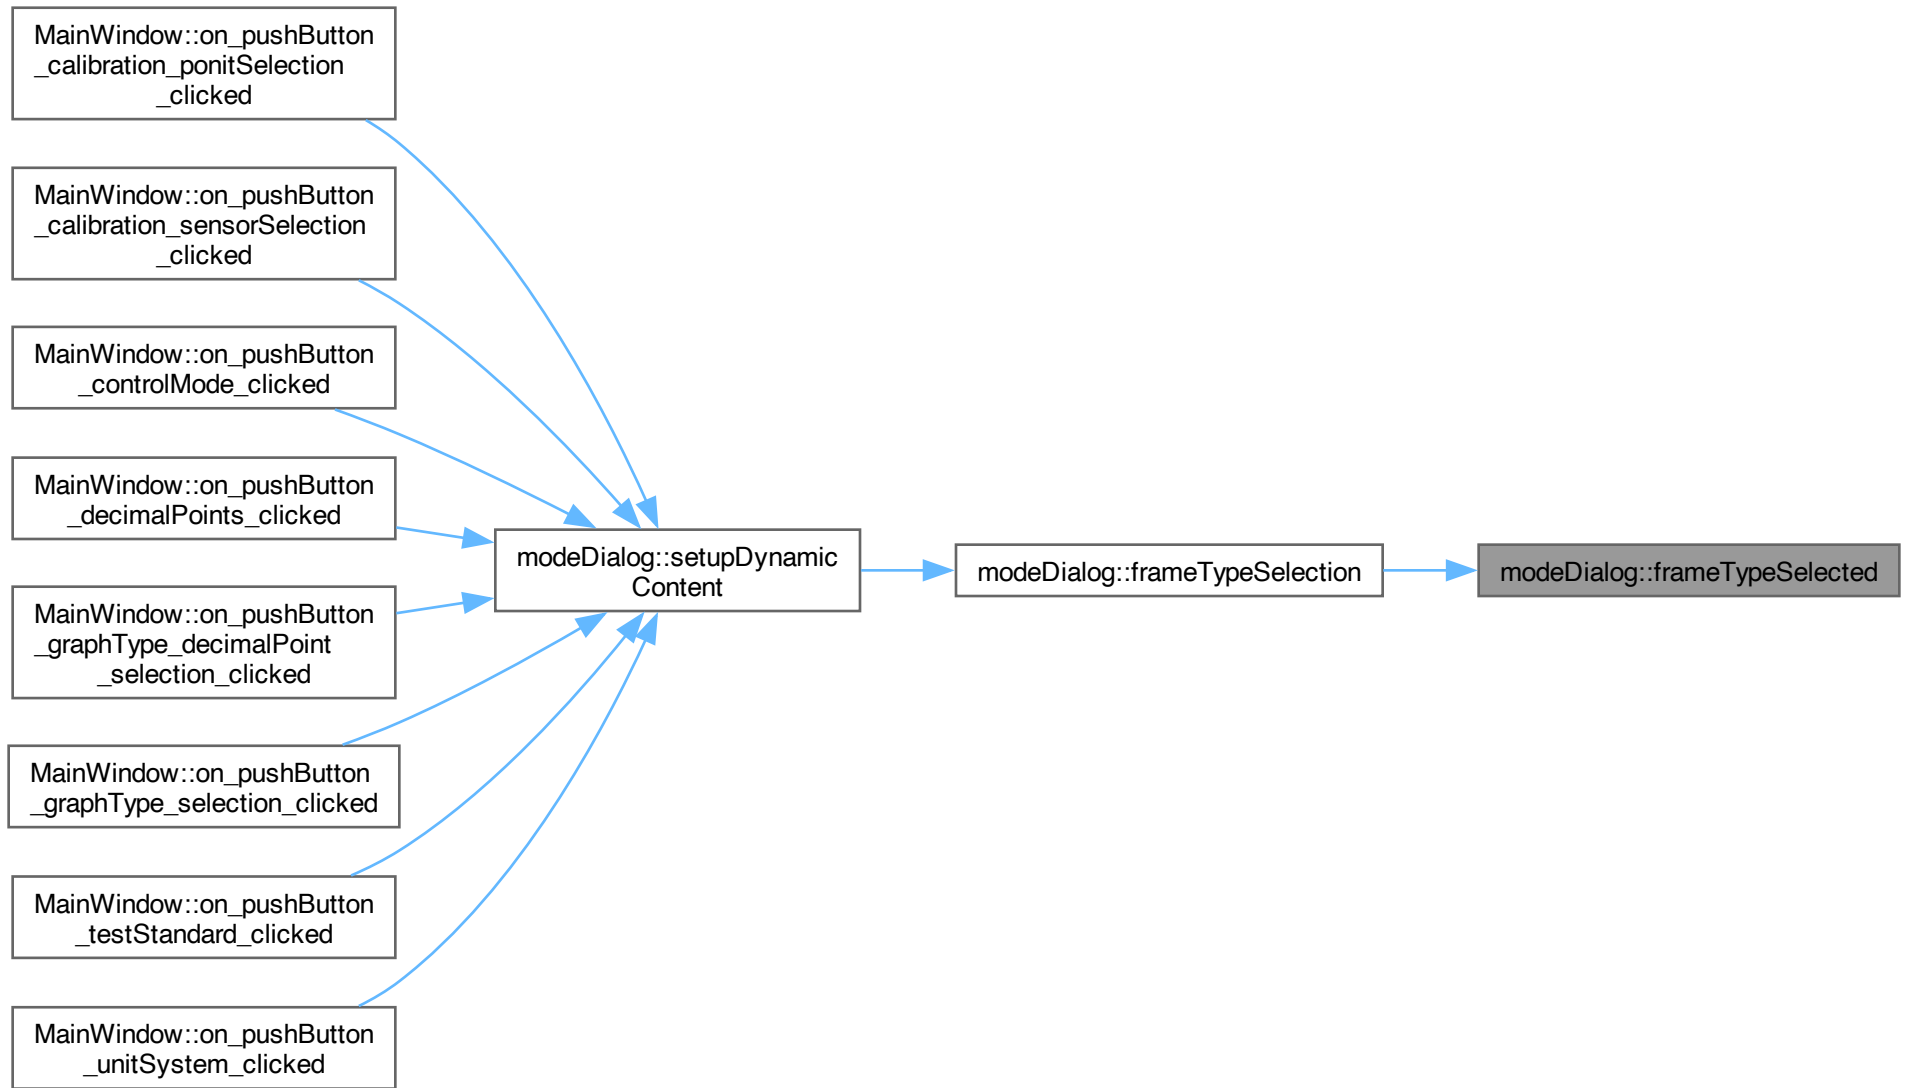 MainWindow::on_pushButton
_calibration_ponitSelection
_clicked
MainWindow::on_pushButton
_calibration_sensorSelection
_clicked
MainWindow::on_pushButton
_controlMode_clicked
MainWindow::on_pushButton
_decimalPoints_clicked
MainWindow::on_pushButton
_graphType_decimalPoint
_selection_clicked
MainWindow::on_pushButton
_graphType_selection_clicked
MainWindow::on_pushButton
_testStandard_clicked
MainWindow::on_pushButton
_unitSystem_clicked
modeDialog::setupDynamic
Content
modeDialog::frameTypeSelection
modeDialog::frameTypeSelected